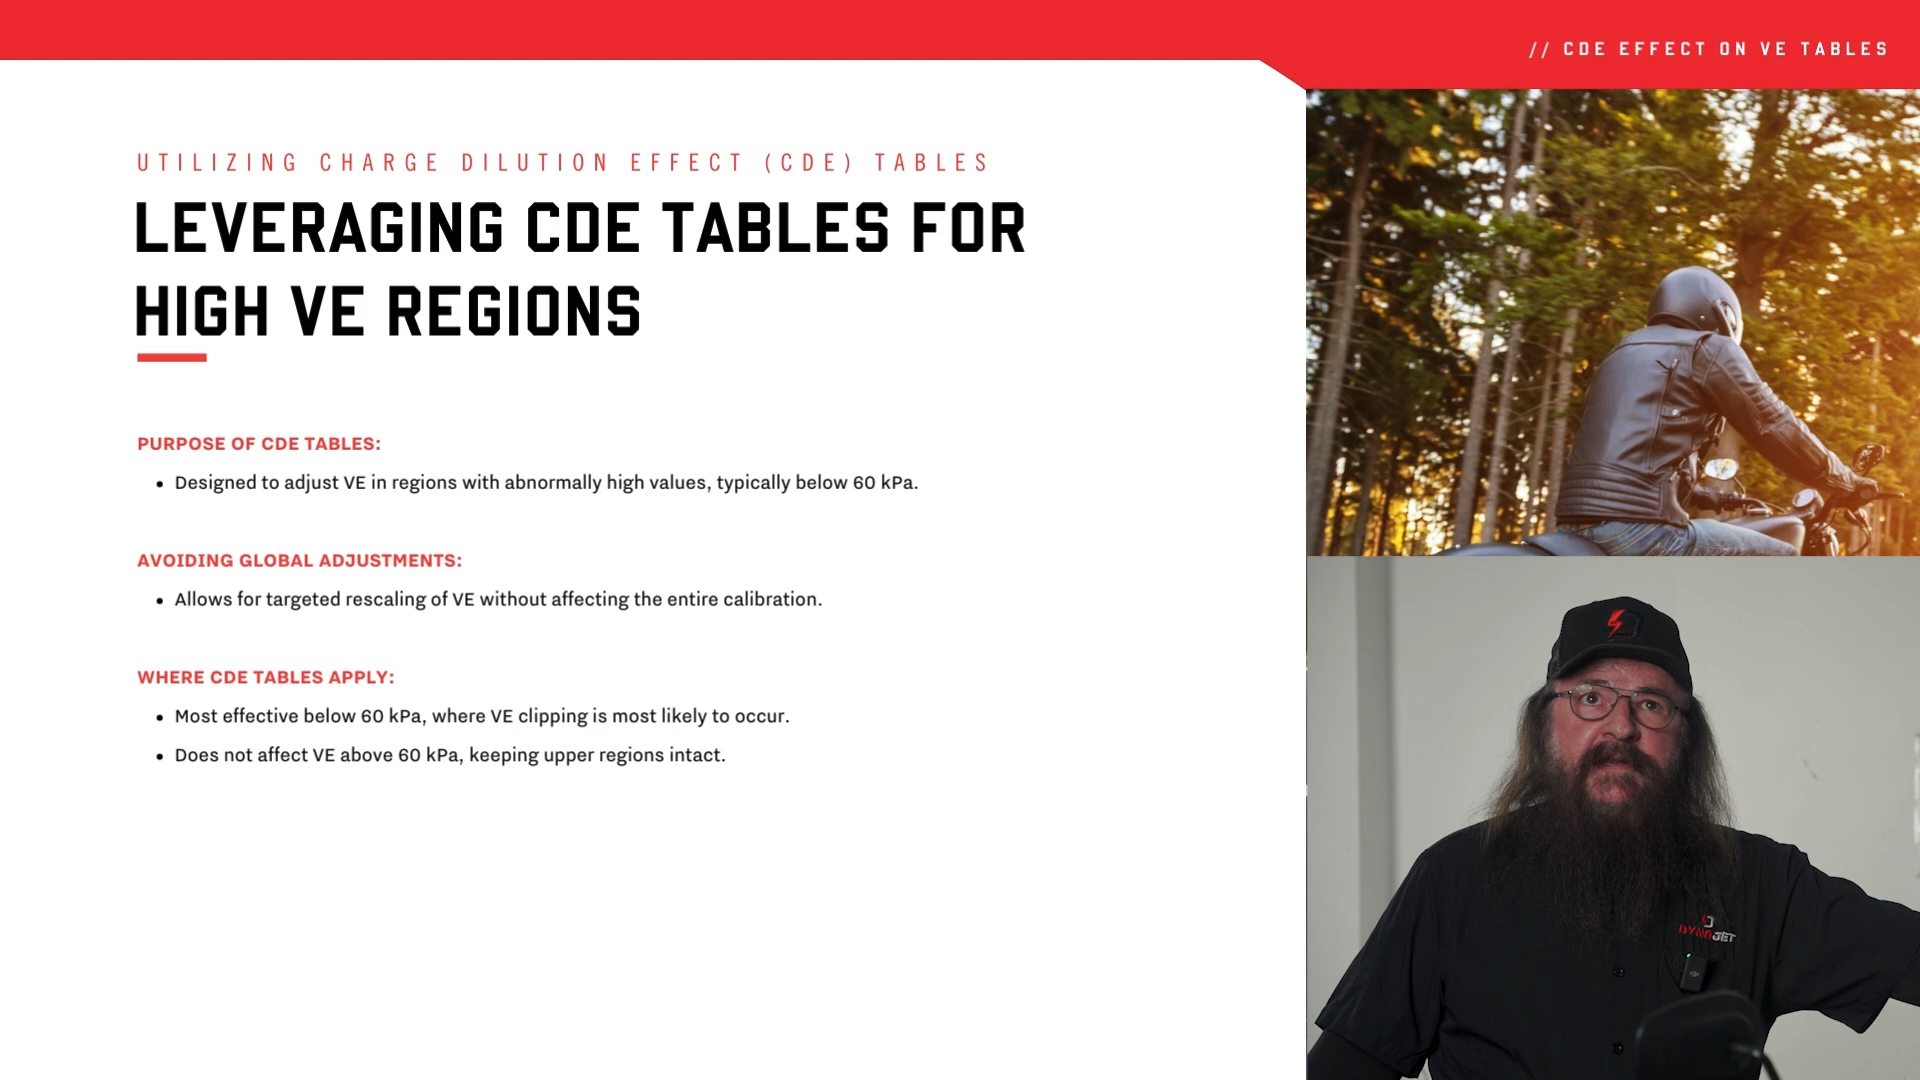 // CDE EFFECT ON VE TABLES
UTILIZING CHARGE DILUTION EFFECT (CDE) TABLES
LEVERAGING CDE TABLES FOR
HIGH VE REGIONS
PURPOSE OF CDE TABLES:
• Designed to adjust VE in regions with abnormally high values, typically below 60 kPa.
AVOIDING GLOBAL ADJUSTMENTS:
• Allows for targeted rescaling of VE without affecting the entire calibration.
WHERE CDE TABLES APPLY:
• Most effective below 60 kPa, where VE clipping is most likely to occur.
• Does not affect VE above 60 kPa, keeping upper regions intact.
DYNOJET